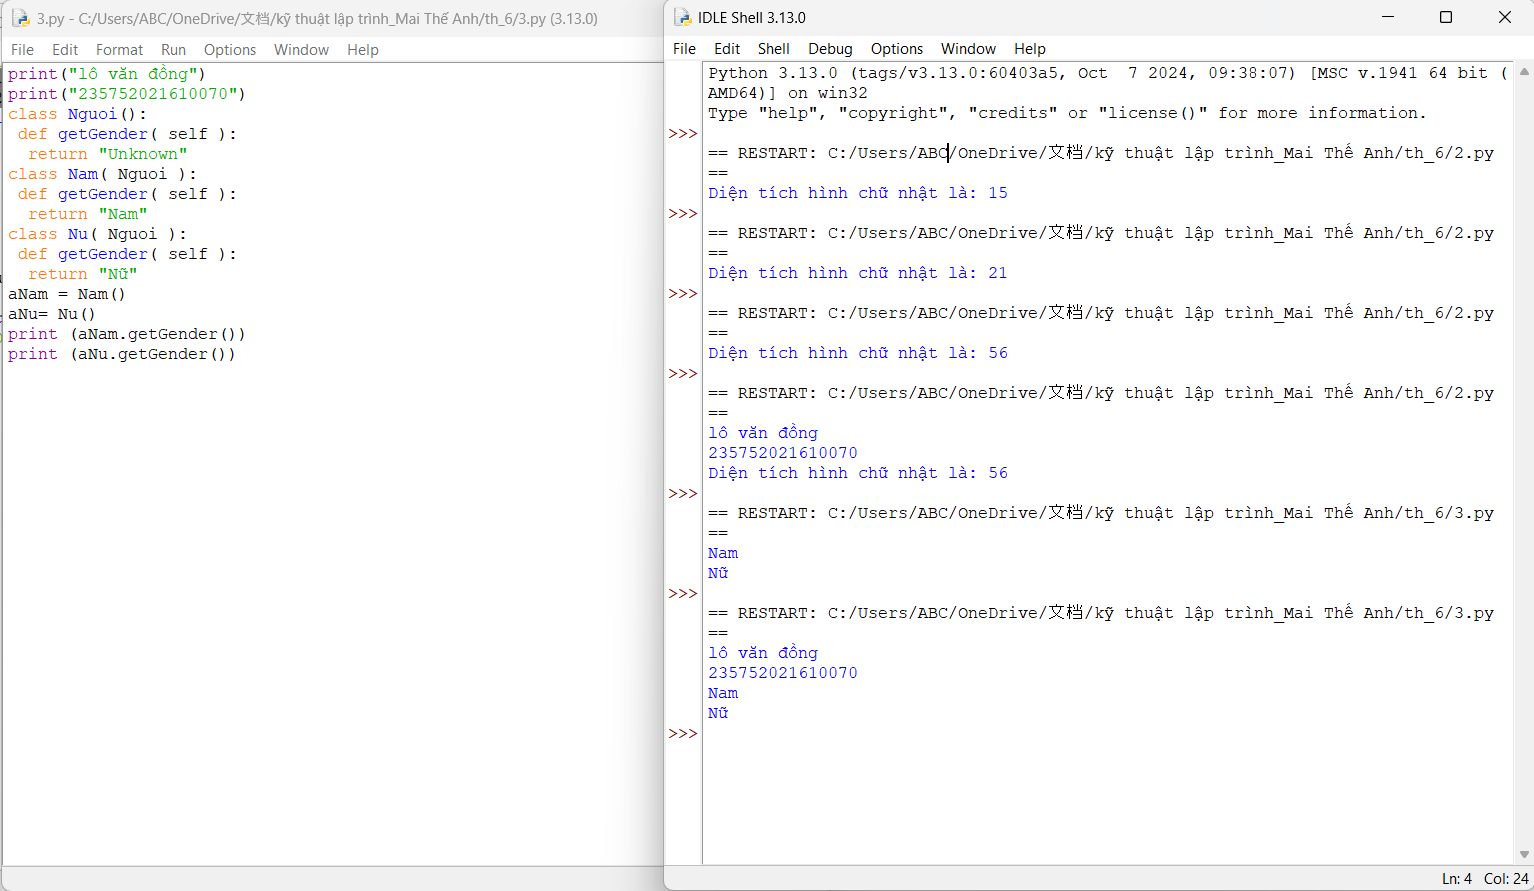 3.py - C:/Users/ABC/OneDrive/文档/kỹ thuật lập trình_Mai Thế Anh/th_6/3.py (3.13.0)
File Edit Format Run Options Window Help
print("lô văn đồng")
print("235752021610070")
class Nguoi():
 def getGender( self ):
  return "Unknown"
class Nam( Nguoi ):
 def getGender( self ):
  return "Nam"
class Nu( Nguoi ):
 def getGender( self ):
  return "Nữ"
aNam = Nam()
aNu= Nu()
print (aNam.getGender())
print (aNu.getGender())
IDLE Shell 3.13.0
File Edit Shell Debug Options Window Help
Python 3.13.0 (tags/v3.13.0:60403a5, Oct  7 2024, 09:38:07) [MSC v.1941 64 bit (
AMD64)] on win32
Type "help", "copyright", "credits" or "license()" for more information.
>>>
== RESTART: C:/Users/ABC/OneDrive/文档/kỹ thuật lập trình_Mai Thế Anh/th_6/2.py
==
Diện tích hình chữ nhật là: 15
>>>
== RESTART: C:/Users/ABC/OneDrive/文档/kỹ thuật lập trình_Mai Thế Anh/th_6/2.py
==
Diện tích hình chữ nhật là: 21
>>>
== RESTART: C:/Users/ABC/OneDrive/文档/kỹ thuật lập trình_Mai Thế Anh/th_6/2.py
==
Diện tích hình chữ nhật là: 56
>>>
== RESTART: C:/Users/ABC/OneDrive/文档/kỹ thuật lập trình_Mai Thế Anh/th_6/2.py
==
lô văn đồng
235752021610070
Diện tích hình chữ nhật là: 56
>>>
== RESTART: C:/Users/ABC/OneDrive/文档/kỹ thuật lập trình_Mai Thế Anh/th_6/3.py
==
Nam
Nữ
>>>
== RESTART: C:/Users/ABC/OneDrive/文档/kỹ thuật lập trình_Mai Thế Anh/th_6/3.py
==
lô văn đồng
235752021610070
Nam
Nữ
>>>
Ln: 4 Col: 24